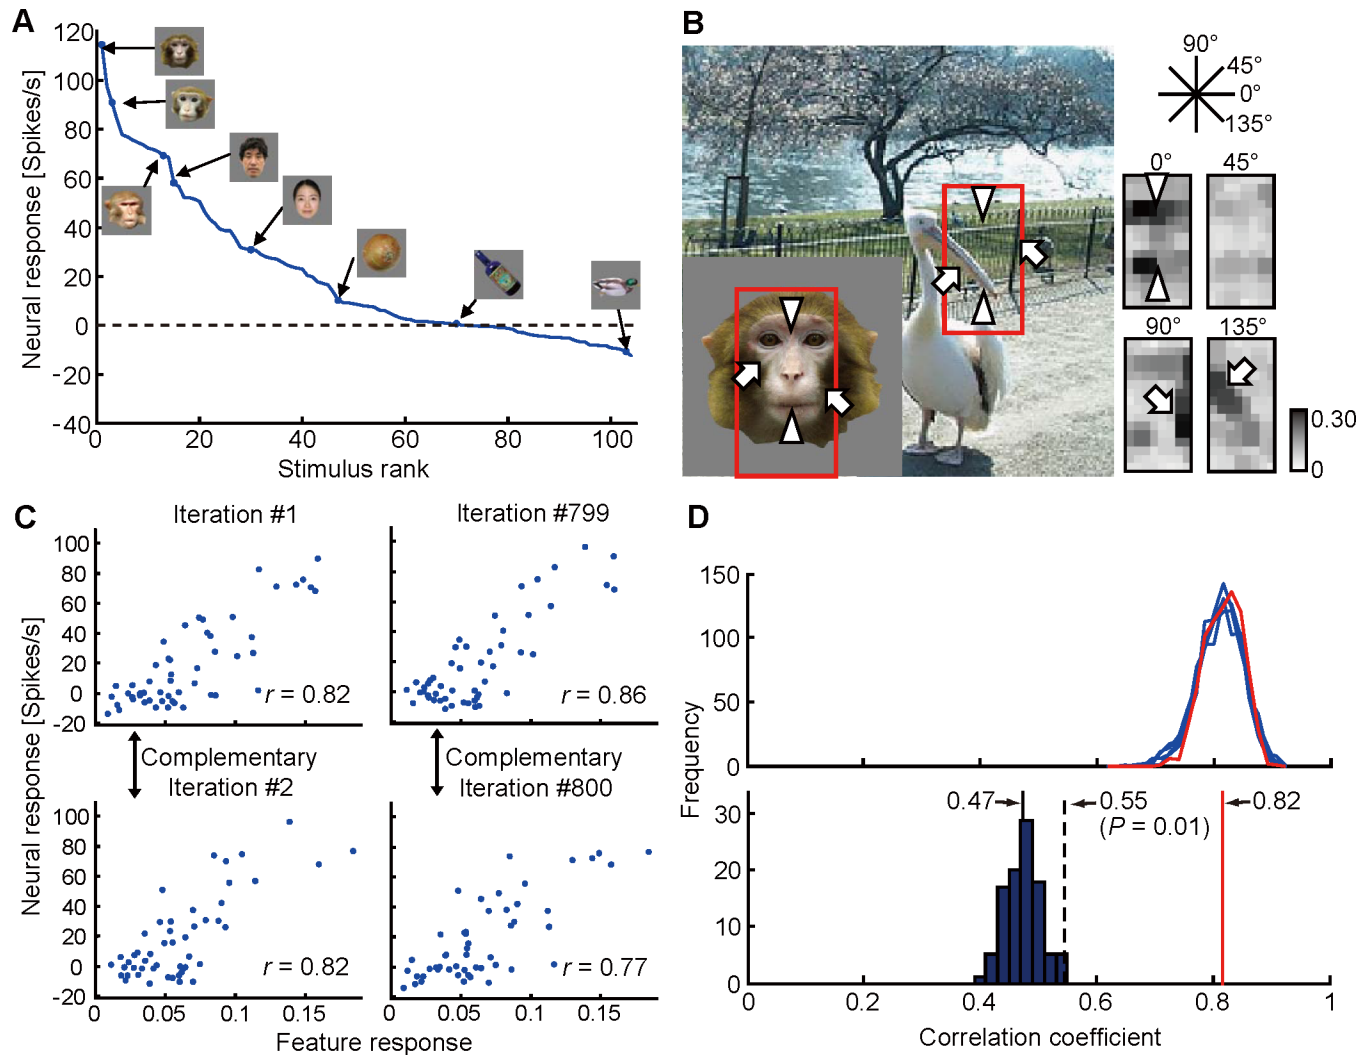 A
Neural response [Spikes/s]
120
100
80
60
40
20
0
-20
-40
0 20 40 60 80 100
Stimulus rank
B
90°
45°
0°
135°
0° 45°
90° 135°
0.30
0
C
Iteration #1
Iteration #799
Neural response [Spikes/s]
100
80
60
40
20
0
-20
r = 0.82
r = 0.86
Complementary
Complementary
Iteration #2
Iteration #800
100
80
60
40
20
0
-20
r = 0.82
r = 0.77
0 0.05 0.1 0.15
0 0.05 0.1 0.15
Feature response
D
Frequency
150
100
50
0
30
20
10
0
0.47
0.55
(P = 0.01)
0.82
0 0.2 0.4 0.6 0.8 1
Correlation coefficient